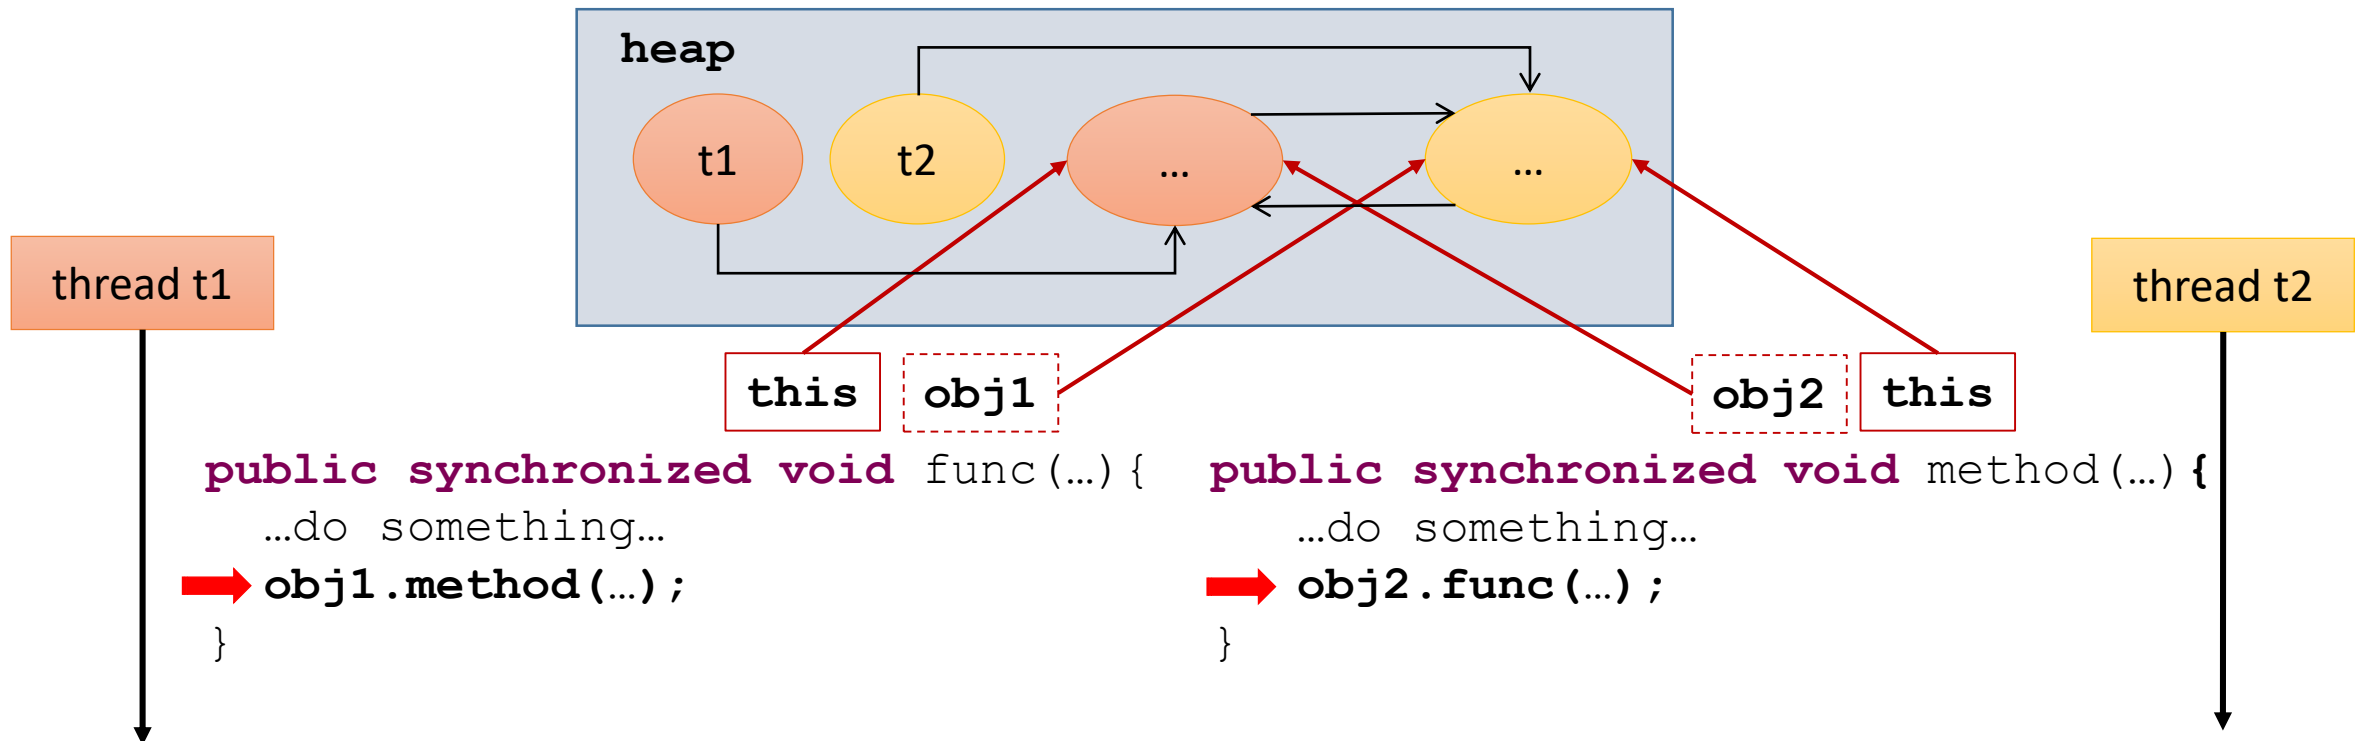 heap
t1
t2
…
…
thread t1
thread t2
this
obj1
obj2
this
public synchronized void func(…){
…do something…
obj1.method(…);
}
public synchronized void method(…){
…do something…
obj2.func(…);
}